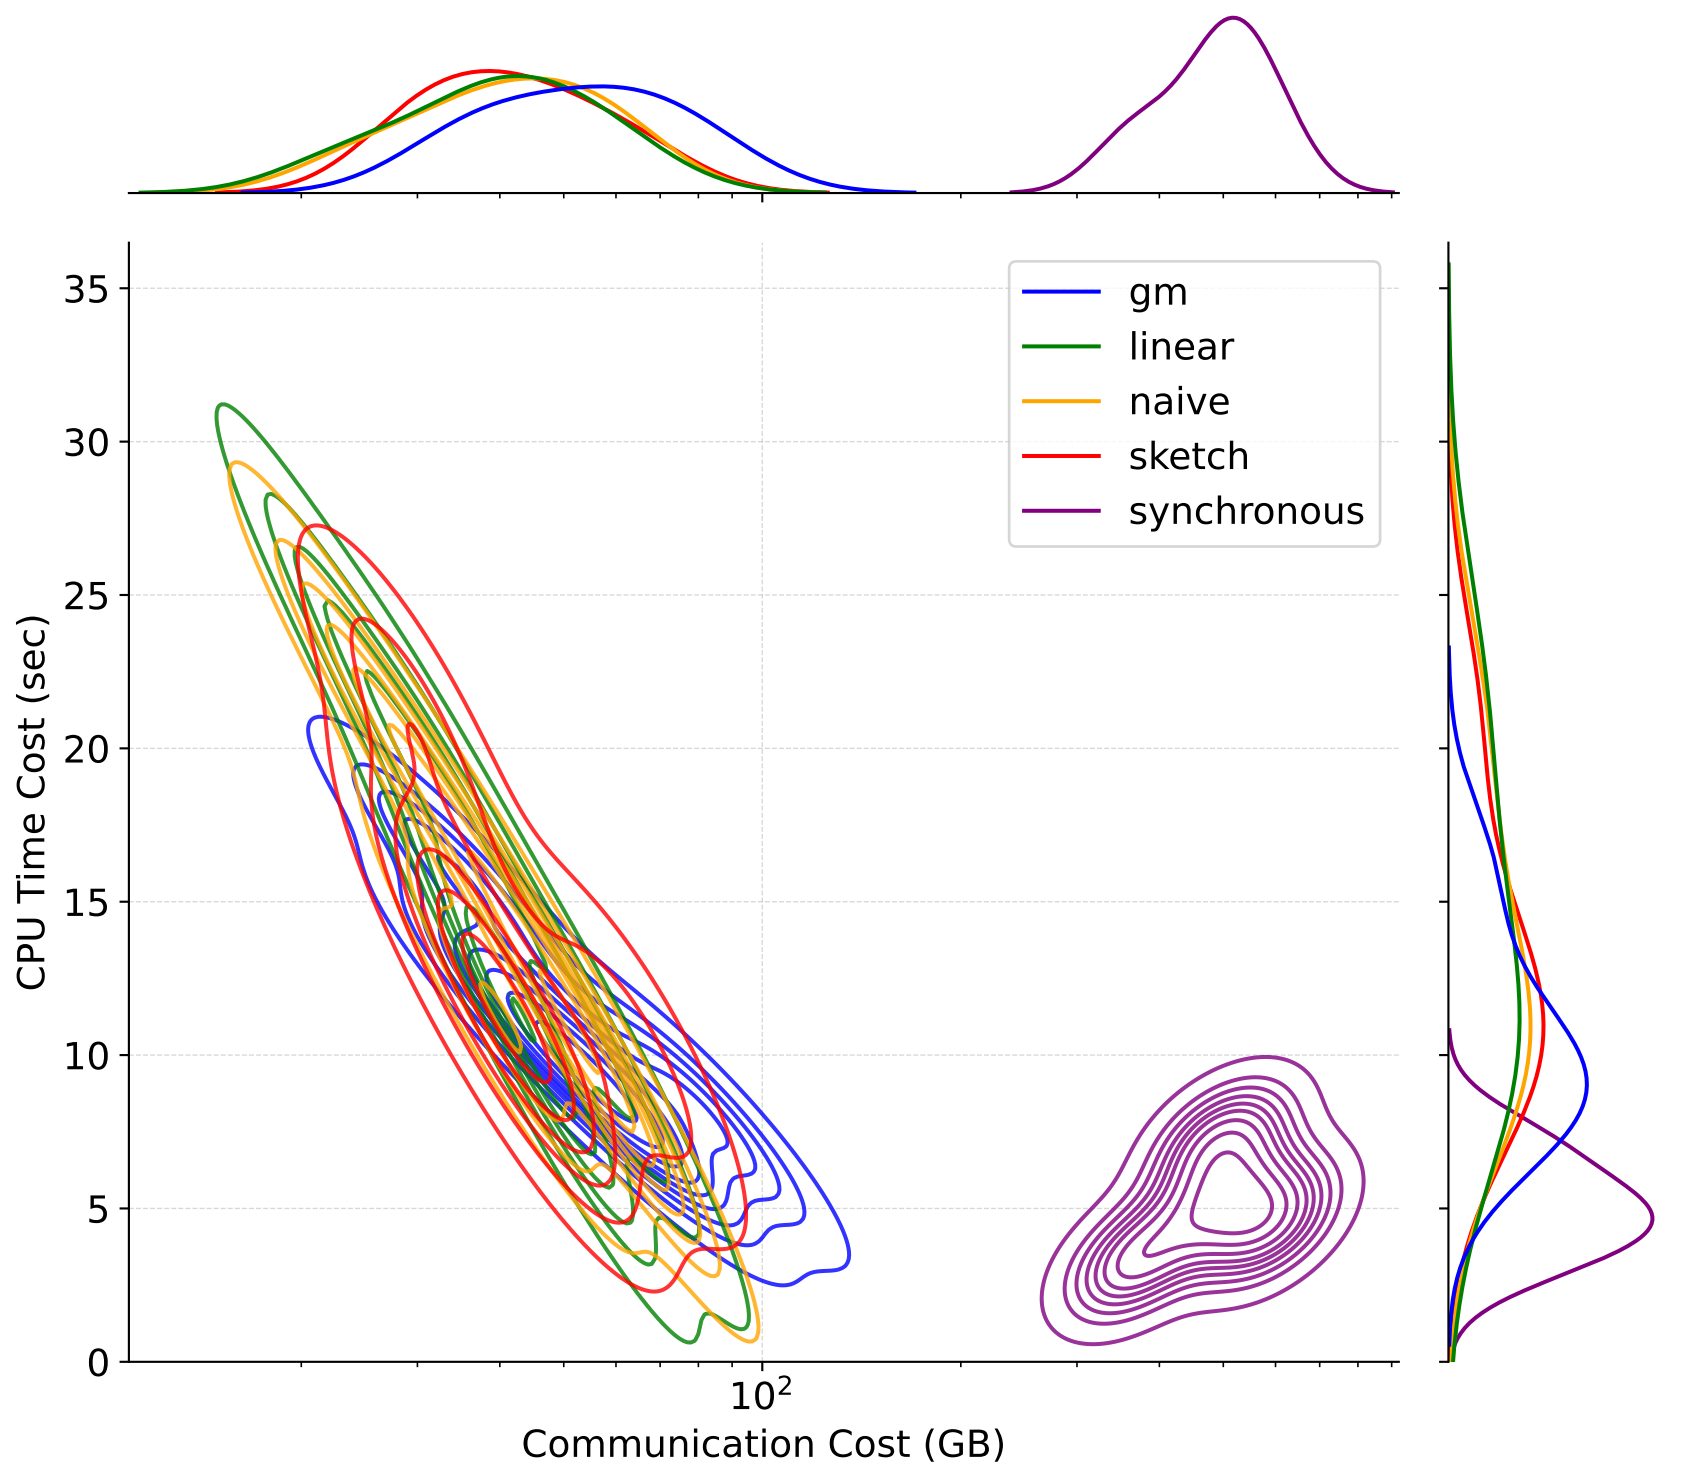 gm
linear
naive
sketch
synchronous
CPU Time Cost (sec)
35
30
25
20
15
10
5
0
10²
Communication Cost (GB)